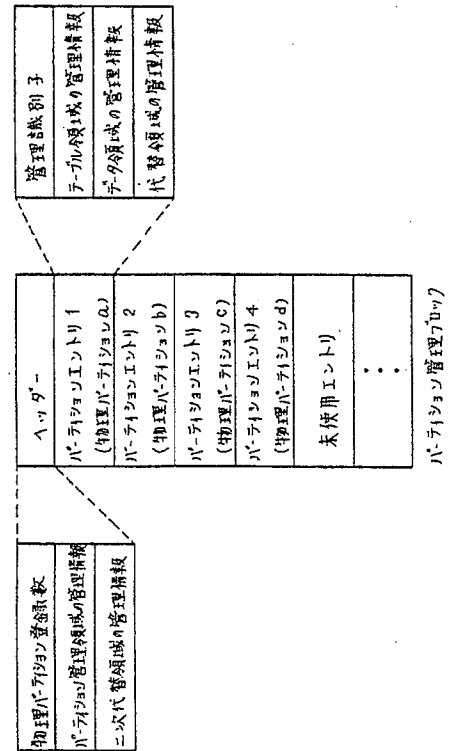 物理パーティション登録数
パーティション管理領域の管理情報
二次代替領域の管理情報
ヘッダー
パーティションエントリ1
(物理パーティションa)
パーティションエントリ2
(物理パーティションb)
パーティションエントリ3
(物理パーティションc)
パーティションエントリ4
(物理パーティションd)
未使用エントリ
・・・
パーティション管理ブロック
管理識別子
テーブル領域の管理情報
データ領域の管理情報
代替領域の管理情報